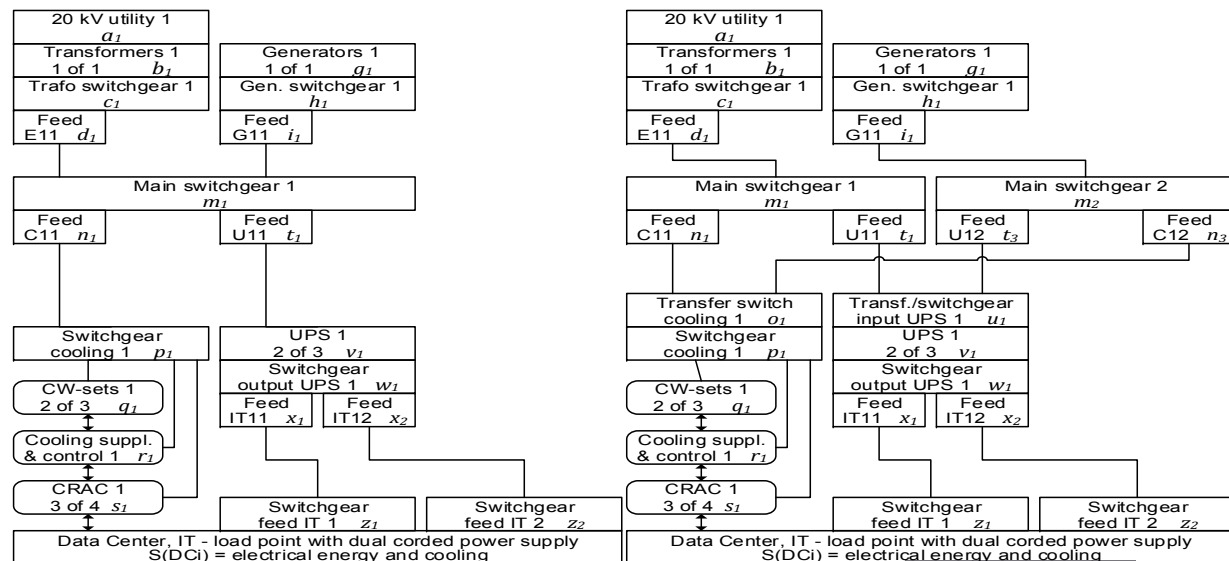 20 kV utility 1
a1
Transformers 1
1 of 1 b1
Trafo switchgear 1
c1
Feed
E11 d1
Generators 1
1 of 1 g1
Gen. switchgear 1
h1
Feed
G11 i1
Main switchgear 1
m1
Feed
C11 n1
Feed
U11 t1
Switchgear
cooling 1 p1
UPS 1
2 of 3 v1
Switchgear
output UPS 1 w1
CW-sets 1
2 of 3 q1
Feed
IT11 x1
Feed
IT12 x2
Cooling suppl.
& control 1 r1
CRAC 1
3 of 4 s1
Switchgear
feed IT 1 z1
Switchgear
feed IT 2 z2
Data Center, IT - load point with dual corded power supply
S(DCi) = electrical energy and cooling
20 kV utility 1
a1
Transformers 1
1 of 1 b1
Trafo switchgear 1
c1
Feed
E11 d1
Generators 1
1 of 1 g1
Gen. switchgear 1
h1
Feed
G11 i1
Main switchgear 1
m1
Main switchgear 2
m2
Feed
C11 n1
Feed
U11 t1
Feed
U12 t3
Feed
C12 n3
Transfer switch
cooling 1 o1
Transf./switchgear
input UPS 1 u1
Switchgear
cooling 1 p1
UPS 1
2 of 3 v1
Switchgear
output UPS 1 w1
CW-sets 1
2 of 3 q1
Feed
IT11 x1
Feed
IT12 x2
Cooling suppl.
& control 1 r1
CRAC 1
3 of 4 s1
Switchgear
feed IT 1 z1
Switchgear
feed IT 2 z2
Data Center, IT - load point with dual corded power supply
S(DCi) = electrical energy and cooling